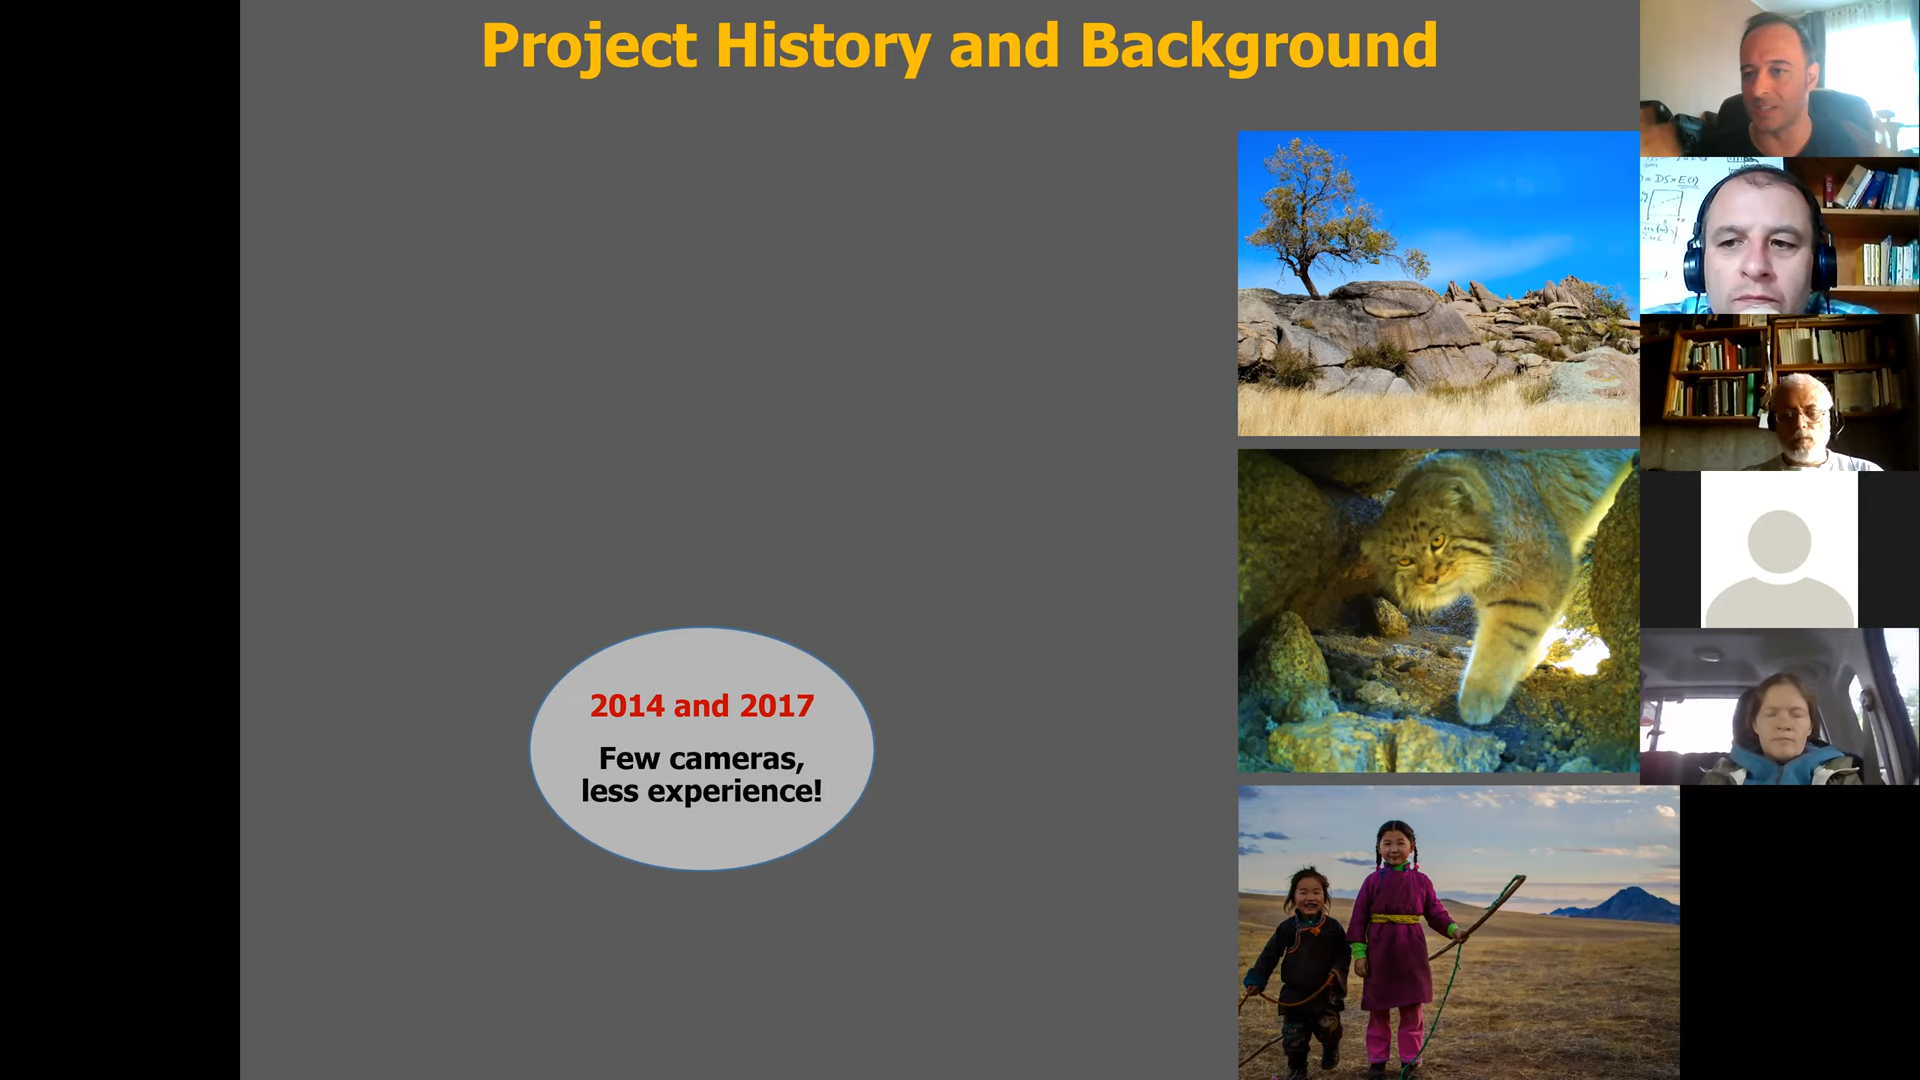 Project History and Background
2014 and 2017
Few cameras,
less experience!